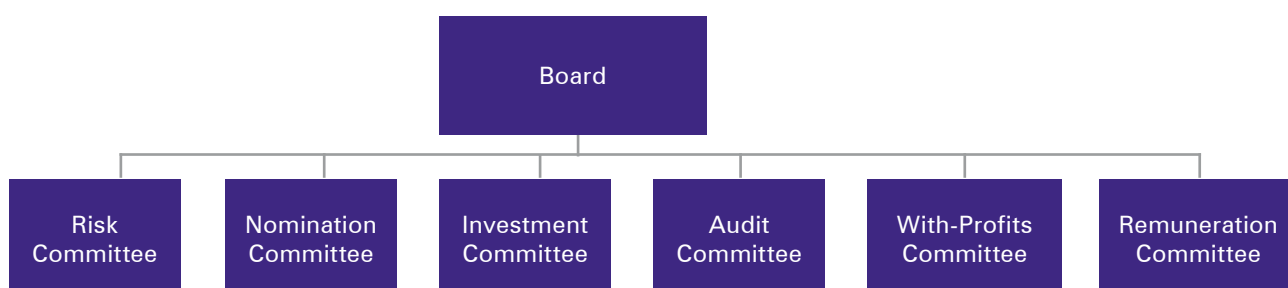 Board
Risk
Committee
Nomination
Committee
Investment
Committee
Audit
Committee
With-Profits
Committee
Remuneration
Committee